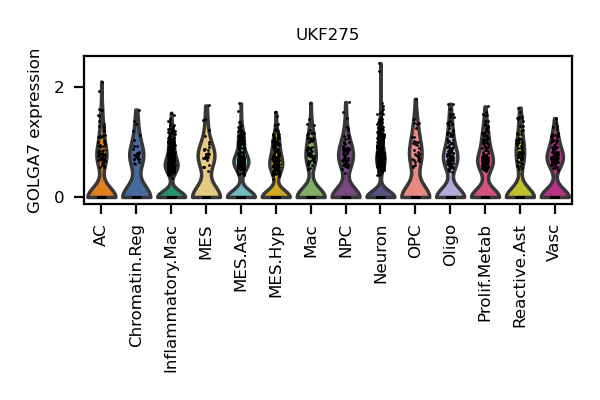 UKF275
GOLGA7 expression
2
0
AC
Chromatin.Reg
Inflammatory.Mac
MES
MES.Ast
MES.Hyp
Mac
NPC
Neuron
OPC
Oligo
Prolif.Metab
Reactive.Ast
Vasc